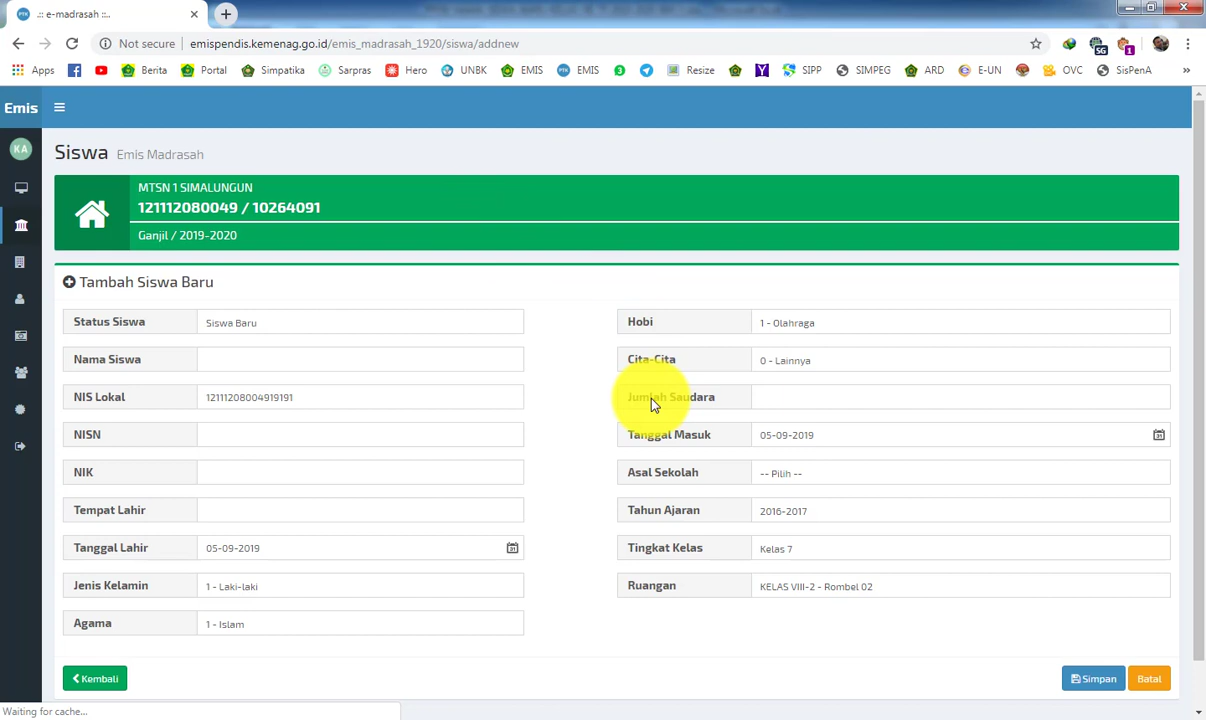 .:: e-madrasah ::..
Not secure
emispendis.kemenag.go.id/emis_madrasah_1920/siswa/addnew
Apps
Berita
Portal
Simpatika
Sarpras
Hero
UNBK
EMIS
EMIS
Resize
SIPP
SIMPEG
ARD
E-UN
OVC
SisPenA
»
Emis
KA
Siswa Emis Madrasah
MTSN 1 SIMALUNGUN
121112080049 / 10264091
Ganjil / 2019-2020
Tambah Siswa Baru
Status Siswa Siswa Baru
Nama Siswa
NIS Lokal 12111208004919191
NISN
NIK
Tempat Lahir
Tanggal Lahir 05-09-2019
Jenis Kelamin 1 - Laki-laki
Agama 1 - Islam
Hobi 1 - Olahraga
Cita-Cita 0 - Lainnya
Jumlah Saudara
Tanggal Masuk 05-09-2019
Asal Sekolah -- Pilih --
Tahun Ajaran 2016-2017
Tingkat Kelas Kelas 7
Ruangan KELAS VIII-2 - Rombel 02
Kembali
Simpan
Batal
Waiting for cache...